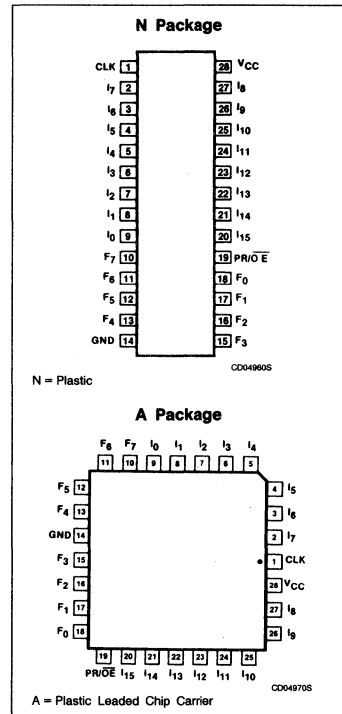 N Package
CLK 1 28 VCC
I7 2 27 I8
I6 3 26 I9
I5 4 25 I10
I4 5 24 I11
I3 6 23 I12
I2 7 22 I13
I1 8 21 I14
I0 9 20 I15
F7 10 19 PR/O̅E̅
F6 11 18 F0
F5 12 17 F1
F4 13 16 F2
GND 14 15 F3
CD04960S
N = Plastic
A Package
F6 F7 I0 I1 I2 I3 I4
11 10 9 8 7 6 5
F5 12 4 I5
F4 13 3 I6
GND 14 2 I7
F3 15 1 CLK
F2 16 28 VCC
F1 17 27 I8
F0 18 26 I9
19 20 21 22 23 24 25
PR/O̅E̅ I15 I14 I13 I12 I11 I10
CD04970S
A = Plastic Leaded Chip Carrier